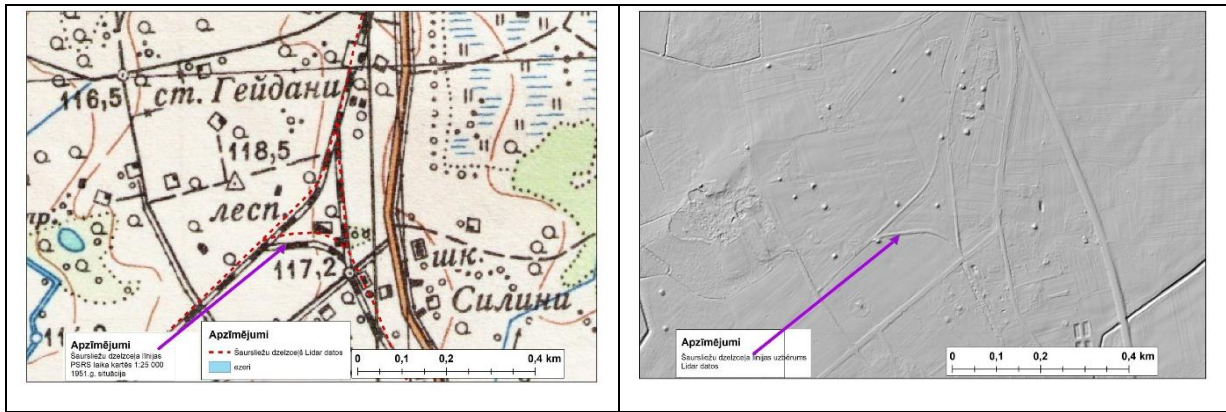 116,5
ст. Гейдани
118,5
лесп.
117,2
шк.
Силини
Apzīmējumi
Šaursliežu dzelzceļa līnijas
PSRS laika kartēs 1:25 000
1951.g. situācija
Apzīmējumi
Šaursliežu dzelzceļš Lidar datos
ezeri
0 0,1 0,2 0,4 km
Apzīmējumi
Šaursliežu dzelzceļa līnijas uzbērums
Lidar datos
0 0,1 0,2 0,4 km